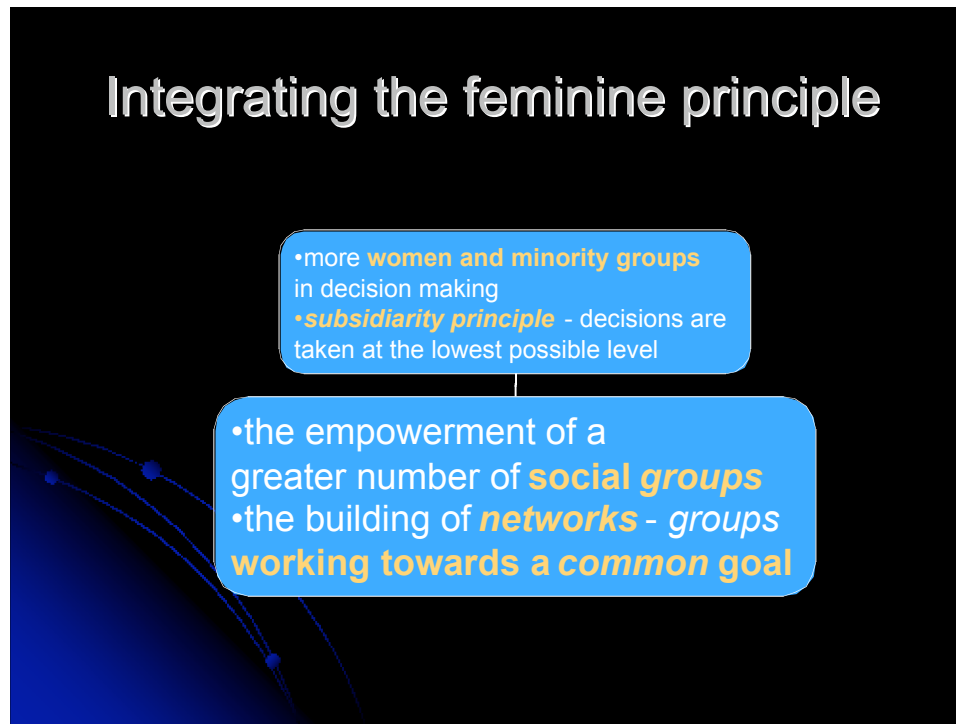 Integrating the feminine principle
•more women and minority groups
in decision making
•subsidiarity principle - decisions are
taken at the lowest possible level
•the empowerment of a
greater number of social groups
•the building of networks - groups
working towards a common goal